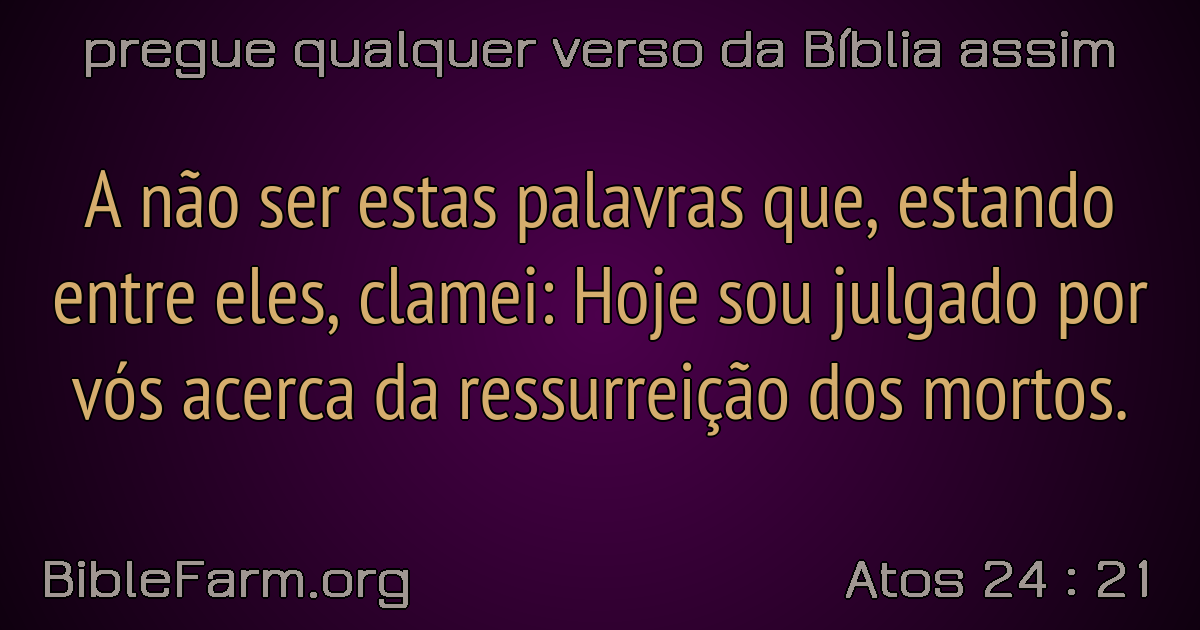 pregue qualquer verso da Bíblia assim
A não ser estas palavras que, estando
entre eles, clamei: Hoje sou julgado por
vós acerca da ressurreição dos mortos.
BibleFarm.org
Atos 24 : 21